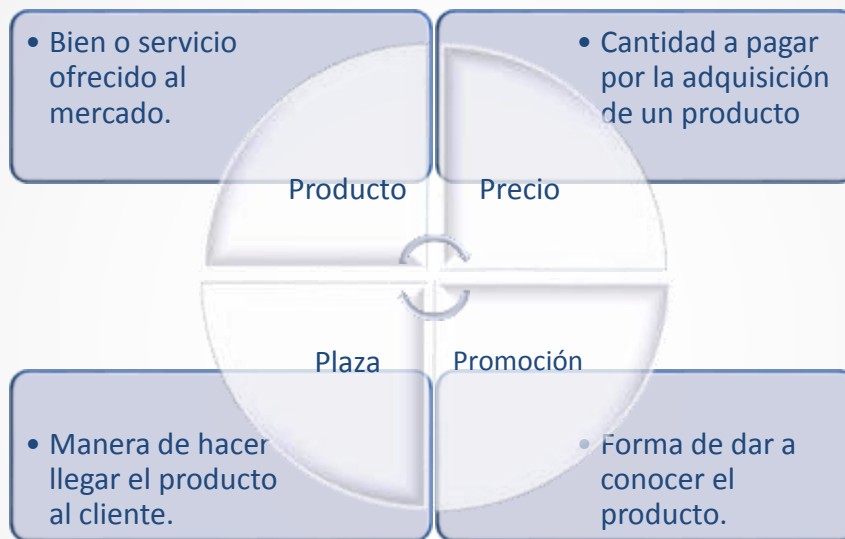 • Bien o servicio
ofrecido al
mercado.
• Cantidad a pagar
por la adquisición
de un producto
Producto
Precio
Plaza
Promoción
• Manera de hacer
llegar el producto
al cliente.
• Forma de dar a
conocer el
producto.